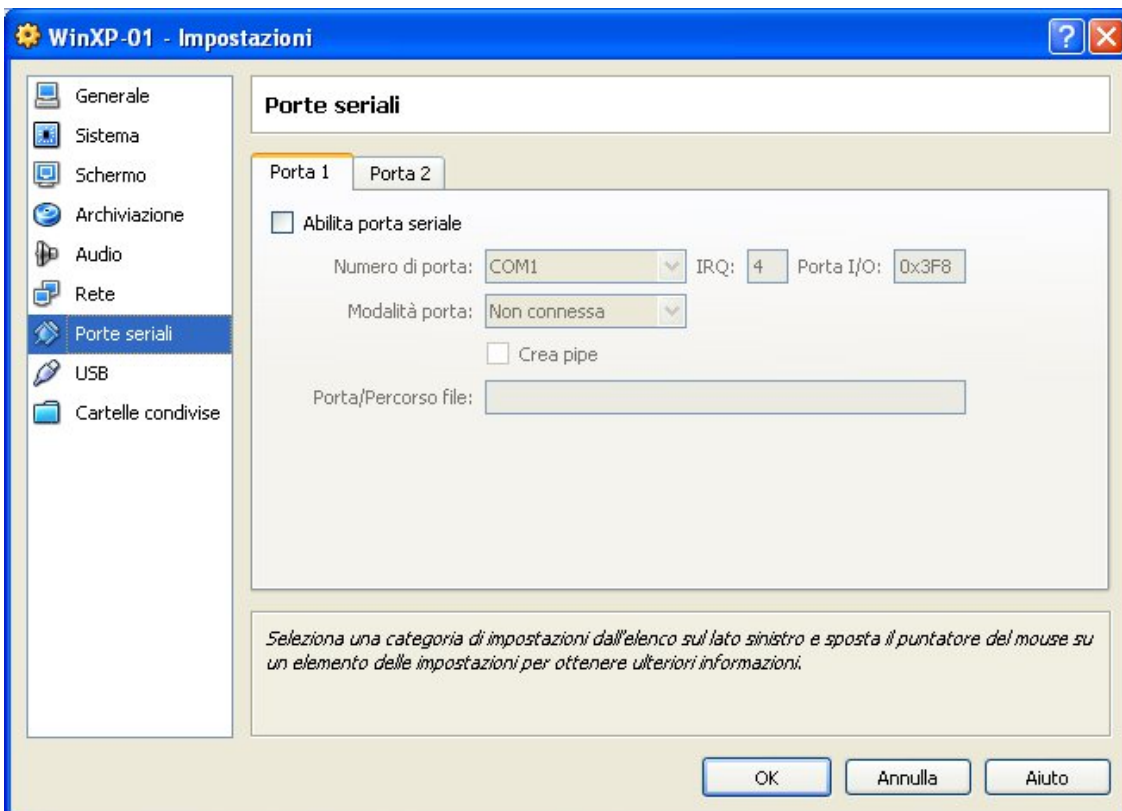 WinXP-01 - Impostazioni
Generale
Sistema
Schermo
Archiviazione
Audio
Rete
Porte seriali
USB
Cartelle condivise
Porte seriali
Porta 1 Porta 2
Abilita porta seriale
Numero di porta: COM1 IRQ: 4 Porta I/O: 0x3F8
Modalità porta: Non connessa
Crea pipe
Porta/Percorso file:
Seleziona una categoria di impostazioni dall'elenco sul lato sinistro e sposta il puntatore del mouse su
un elemento delle impostazioni per ottenere ulteriori informazioni.
OK Annulla Aiuto